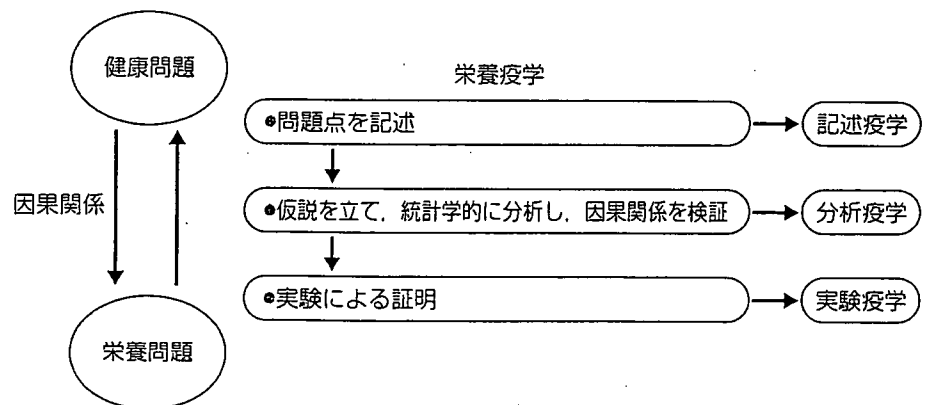 健康問題
因果関係
栄養問題
栄養疫学
●問題点を記述
記述疫学
●仮説を立て，統計学的に分析し，因果関係を検証
分析疫学
●実験による証明
実験疫学